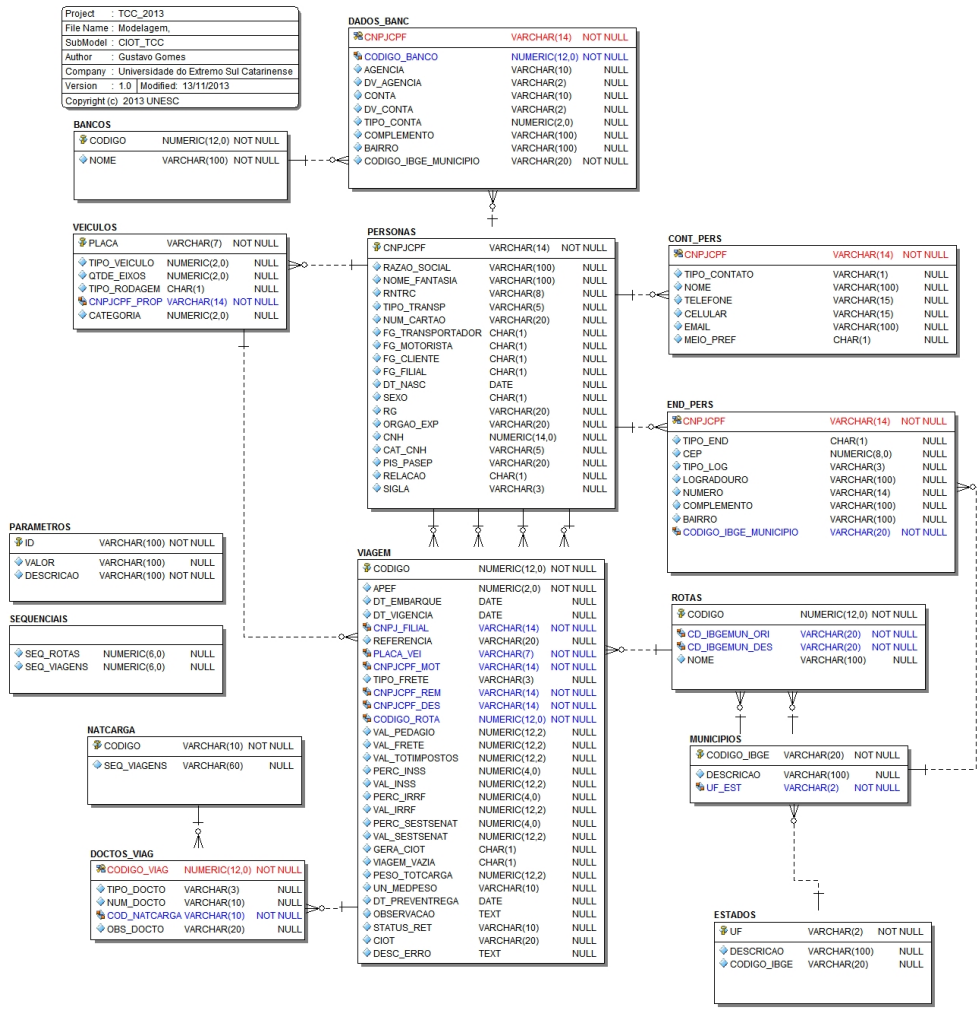 Project : TCC_2013
File Name : Modelagem,
SubModel : CIOT_TCC
Author : Gustavo Gomes
Company : Universidade do Extremo Sul Catarinense
Version : 1.0 Modified: 13/11/2013
Copyright (c) 2013 UNESC
DADOS_BANC
CNPJCPF VARCHAR(14) NOT NULL
CODIGO_BANCO NUMERIC(12,0) NOT NULL
AGENCIA VARCHAR(10) NULL
DV_AGENCIA VARCHAR(2) NULL
CONTA VARCHAR(10) NULL
DV_CONTA VARCHAR(2) NULL
TIPO_CONTA NUMERIC(2,0) NULL
COMPLEMENTO VARCHAR(100) NULL
BAIRRO VARCHAR(100) NULL
CODIGO_IBGE_MUNICIPIO VARCHAR(20) NOT NULL
BANCOS
CODIGO NUMERIC(12,0) NOT NULL
NOME VARCHAR(100) NOT NULL
VEICULOS
PLACA VARCHAR(7) NOT NULL
TIPO_VEICULO NUMERIC(2,0) NULL
QTDE_EIXOS NUMERIC(2,0) NULL
TIPO_RODAGEM CHAR(1) NULL
CNPJCPF_PROP VARCHAR(14) NOT NULL
CATEGORIA NUMERIC(2,0) NULL
PERSONAS
CNPJCPF VARCHAR(14) NOT NULL
RAZAO_SOCIAL VARCHAR(100) NULL
NOME_FANTASIA VARCHAR(100) NULL
RNTRC VARCHAR(8) NULL
TIPO_TRANSP VARCHAR(5) NULL
NUM_CARTAO VARCHAR(20) NULL
FG_TRANSPORTADOR CHAR(1) NULL
FG_MOTORISTA CHAR(1) NULL
FG_CLIENTE CHAR(1) NULL
FG_FILIAL CHAR(1) NULL
DT_NASC DATE NULL
SEXO CHAR(1) NULL
RG VARCHAR(20) NULL
ORGAO_EXP VARCHAR(20) NULL
CNH NUMERIC(14,0) NULL
CAT_CNH VARCHAR(5) NULL
PIS_PASEP VARCHAR(20) NULL
RELACAO CHAR(1) NULL
SIGLA VARCHAR(3) NULL
CONT_PERS
CNPJCPF VARCHAR(14) NOT NULL
TIPO_CONTATO VARCHAR(1) NULL
NOME VARCHAR(100) NULL
TELEFONE VARCHAR(15) NULL
CELULAR VARCHAR(15) NULL
EMAIL VARCHAR(100) NULL
MEIO_PREF CHAR(1) NULL
END_PERS
CNPJCPF VARCHAR(14) NOT NULL
TIPO_END CHAR(1) NULL
CEP NUMERIC(8,0) NULL
TIPO_LOG VARCHAR(3) NULL
LOGRADOURO VARCHAR(100) NULL
NUMERO VARCHAR(14) NULL
COMPLEMENTO VARCHAR(100) NULL
BAIRRO VARCHAR(100) NULL
CODIGO_IBGE_MUNICIPIO VARCHAR(20) NOT NULL
PARAMETROS
ID VARCHAR(100) NOT NULL
VALOR VARCHAR(100) NULL
DESCRICAO VARCHAR(100) NOT NULL
SEQUENCIAIS
SEQ_ROTAS NUMERIC(6,0) NULL
SEQ_VIAGENS NUMERIC(6,0) NULL
VIAGEM
CODIGO NUMERIC(12,0) NOT NULL
APEF NUMERIC(2,0) NOT NULL
DT_EMBARQUE DATE NULL
DT_VIGENCIA DATE NULL
CNPJ_FILIAL VARCHAR(14) NOT NULL
REFERENCIA VARCHAR(20) NULL
PLACA_VEI VARCHAR(7) NOT NULL
CNPJCPF_MOT VARCHAR(14) NOT NULL
TIPO_FRETE VARCHAR(3) NULL
CNPJCPF_REM VARCHAR(14) NOT NULL
CNPJCPF_DES VARCHAR(14) NOT NULL
CODIGO_ROTA NUMERIC(12,0) NOT NULL
VAL_PEDAGIO NUMERIC(12,2) NULL
VAL_FRETE NUMERIC(12,2) NULL
VAL_TOTIMPOSTOS NUMERIC(12,2) NULL
PERC_INSS NUMERIC(4,0) NULL
VAL_INSS NUMERIC(12,2) NULL
PERC_IRRF NUMERIC(4,0) NULL
VAL_IRRF NUMERIC(12,2) NULL
PERC_SESTSENAT NUMERIC(4,0) NULL
VAL_SESTSENAT NUMERIC(12,2) NULL
GERA_CIOT CHAR(1) NULL
VIAGEM_VAZIA CHAR(1) NULL
PESO_TOTCARGA NUMERIC(12,2) NULL
UN_MEDPESO VARCHAR(10) NULL
DT_PREVENTREGA DATE NULL
OBSERVACAO TEXT NULL
STATUS_RET VARCHAR(10) NULL
CIOT VARCHAR(20) NULL
DESC_ERRO TEXT NULL
ROTAS
CODIGO NUMERIC(12,0) NOT NULL
CD_IBGEMUN_ORI VARCHAR(20) NOT NULL
CD_IBGEMUN_DES VARCHAR(20) NOT NULL
NOME VARCHAR(100) NULL
NATCARGA
CODIGO VARCHAR(10) NOT NULL
SEQ_VIAGENS VARCHAR(60) NULL
MUNICIPIOS
CODIGO_IBGE VARCHAR(20) NOT NULL
DESCRICAO VARCHAR(100) NULL
UF_EST VARCHAR(2) NOT NULL
DOCTOS_VIAG
CODIGO_VIAG NUMERIC(12,0) NOT NULL
TIPO_DOCTO VARCHAR(3) NULL
NUM_DOCTO VARCHAR(10) NULL
COD_NATCARGA VARCHAR(10) NOT NULL
OBS_DOCTO VARCHAR(20) NULL
ESTADOS
UF VARCHAR(2) NOT NULL
DESCRICAO VARCHAR(100) NULL
CODIGO_IBGE VARCHAR(20) NULL